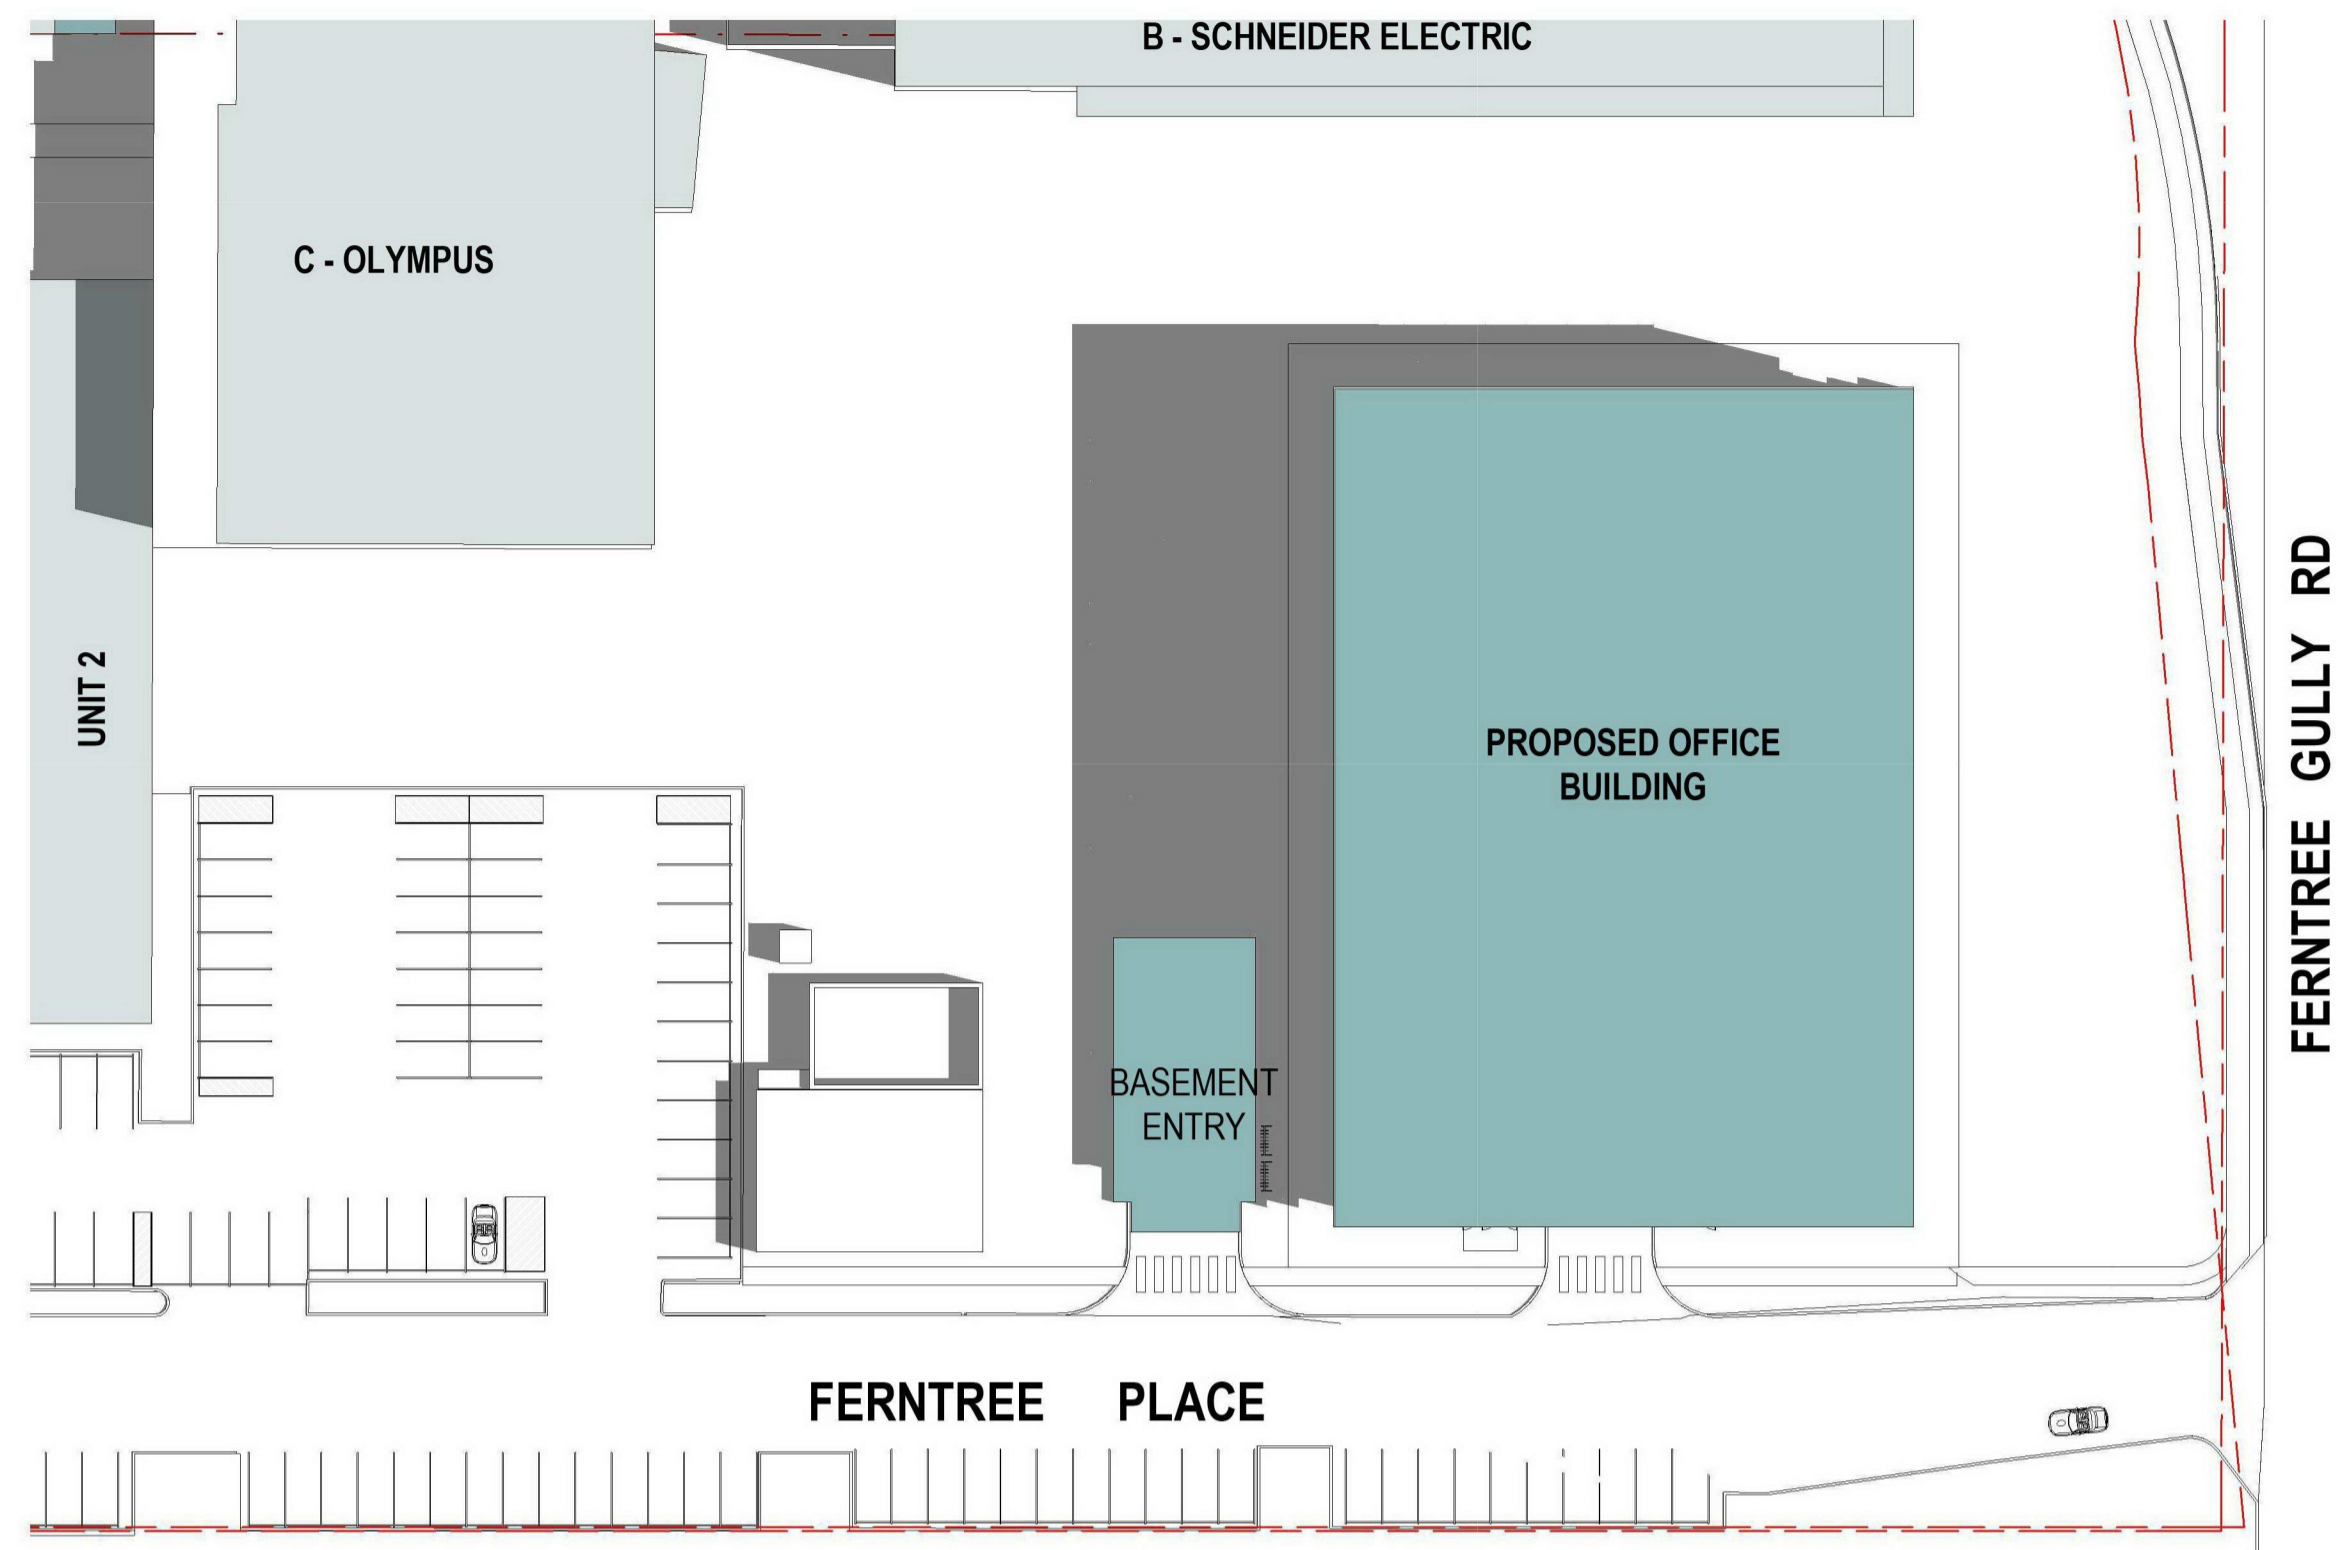 B - SCHNEIDER ELECTRIC
C - OLYMPUS
UNIT 2
PROPOSED OFFICE
BUILDING
FERNTREE GULLY RD
BASEMENT
ENTRY
FERNTREE PLACE